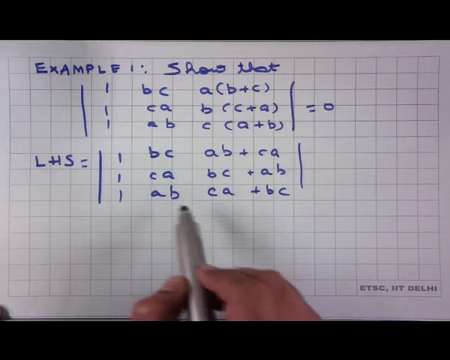 EXAMPLE 1: Show that
| 1 bc a(b+c) |
| 1 ca b(c+a) | = 0
| 1 ab c(a+b) |
LHS = | 1 bc ab + ca |
| 1 ca bc + ab |
| 1 ab ca + bc |
ETSC, IIT DELHI